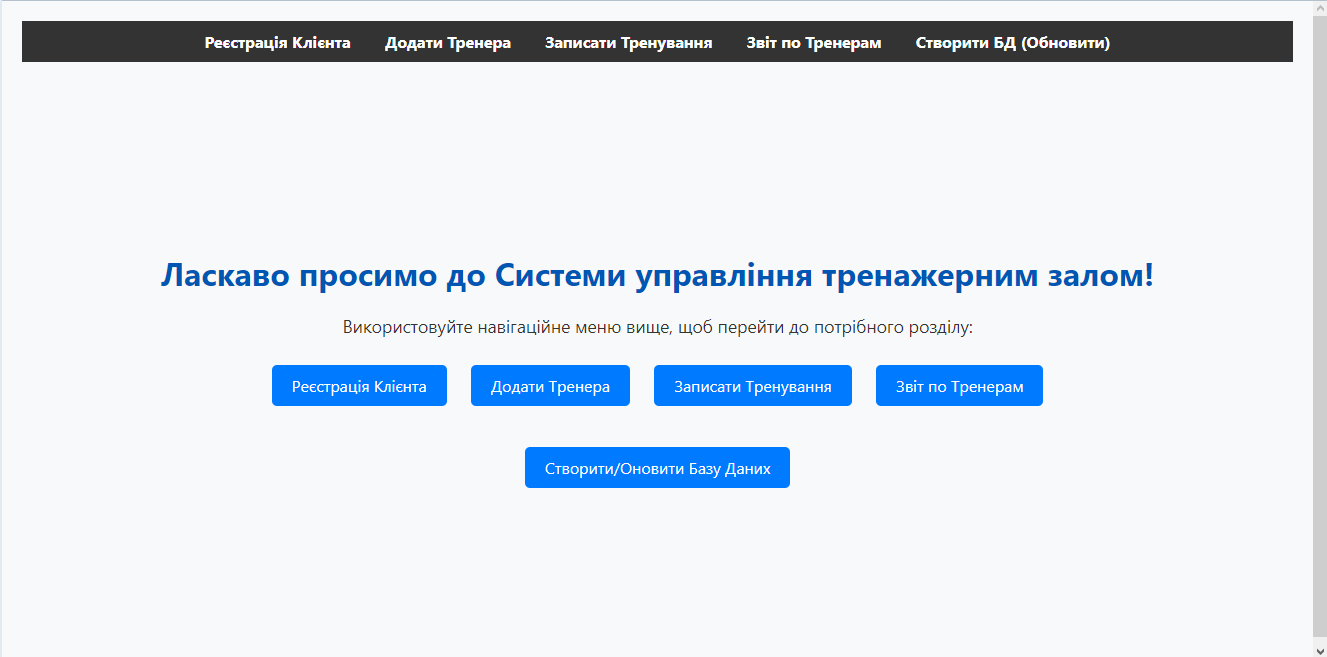 Реєстрація Клієнта Додати Тренера Записати Тренування Звіт по Тренерам Створити БД (Обновити)
Ласкаво просимо до Системи управління тренажерним залом!
Використовуйте навігаційне меню вище, щоб перейти до потрібного розділу:
Реєстрація Клієнта Додати Тренера Записати Тренування Звіт по Тренерам
Створити/Оновити Базу Даних